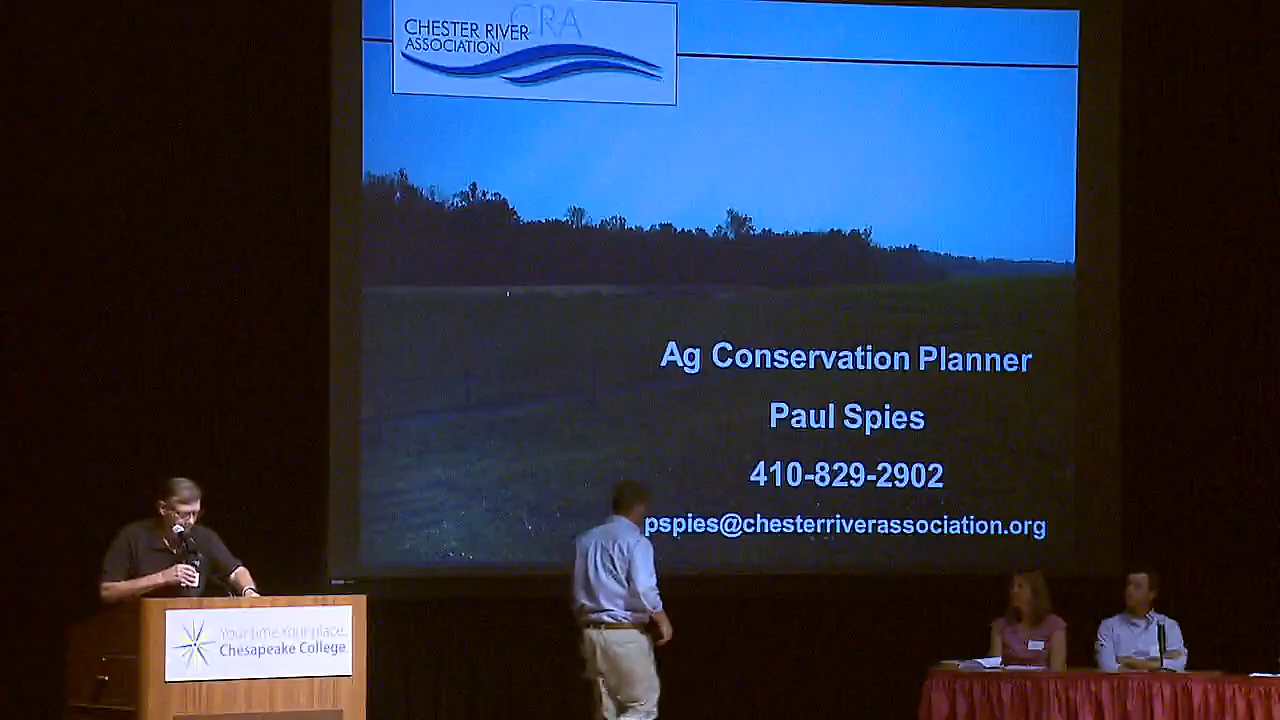 CRA
CHESTER RIVER
ASSOCIATION
Ag Conservation Planner
Paul Spies
410-829-2902
pspies@chesterriverassociation.org
Your time. Your place.
Chesapeake College